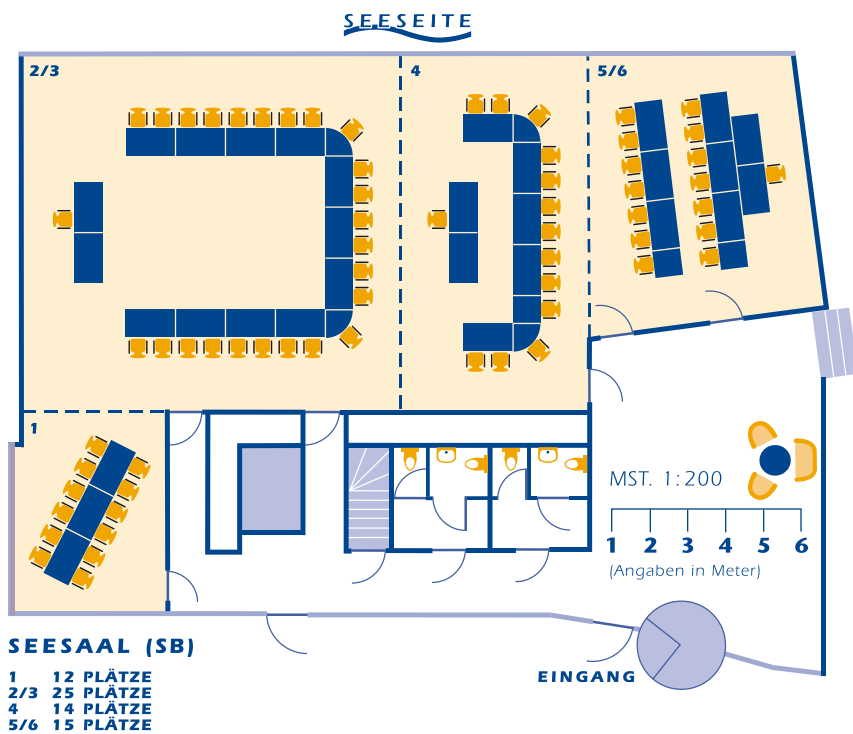 SEESEITE
2/3
4
5/6
1
MST. 1:200
1 2 3 4 5 6
(Angaben in Meter)
SEESAAL (SB)
1 12 PLÄTZE
2/3 25 PLÄTZE
4 14 PLÄTZE
5/6 15 PLÄTZE
EINGANG